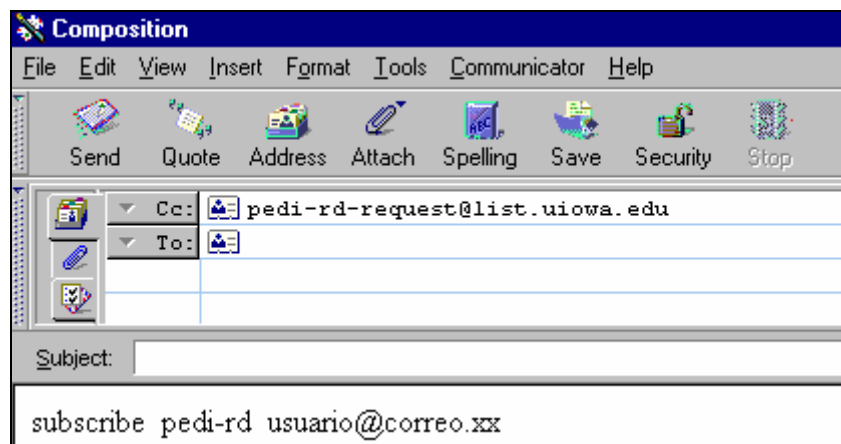 Composition
File Edit View Insert Format Tools Communicator Help
Send Quote Address Attach Spelling Save Security Stop
Cc: pedi-rd-request@list.uiowa.edu
To:
Subject:
subscribe pedi-rd usuario@correo.xx